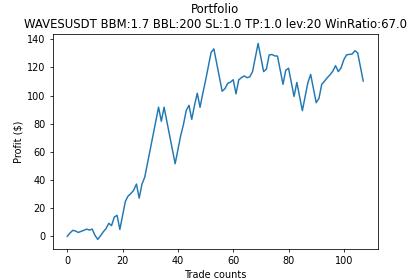 Portfolio
WAVESUSDT BBM:1.7 BBL:200 SL:1.0 TP:1.0 lev:20 WinRatio:67.0
140
120
100
80
60
40
20
0
Profit ($)
0 20 40 60 80 100
Trade counts